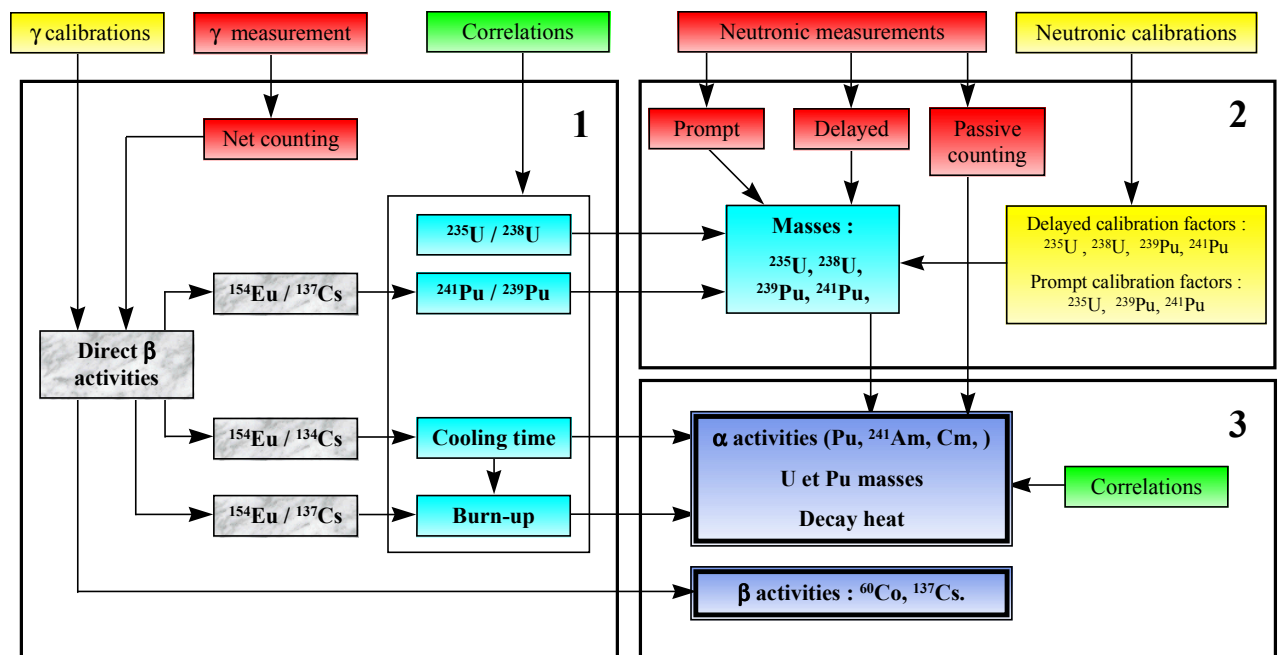 γ calibrations
γ measurement
Correlations
Neutronic measurements
Neutronic calibrations
1
Net counting
²³⁵U / ²³⁸U
¹⁵⁴Eu / ¹³⁷Cs
²⁴¹Pu / ²³⁹Pu
Direct β
activities
¹⁵⁴Eu / ¹³⁴Cs
Cooling time
¹⁵⁴Eu / ¹³⁷Cs
Burn-up
2
Prompt
Delayed
Passive
counting
Masses :
²³⁵U, ²³⁸U,
²³⁹Pu, ²⁴¹Pu,
Delayed calibration factors :
²³⁵U , ²³⁸U, ²³⁹Pu, ²⁴¹Pu
Prompt calibration factors :
²³⁵U, ²³⁹Pu, ²⁴¹Pu
3
α activities (Pu, ²⁴¹Am, Cm, )
U et Pu masses
Decay heat
Correlations
β activities : ⁶⁰Co, ¹³⁷Cs.